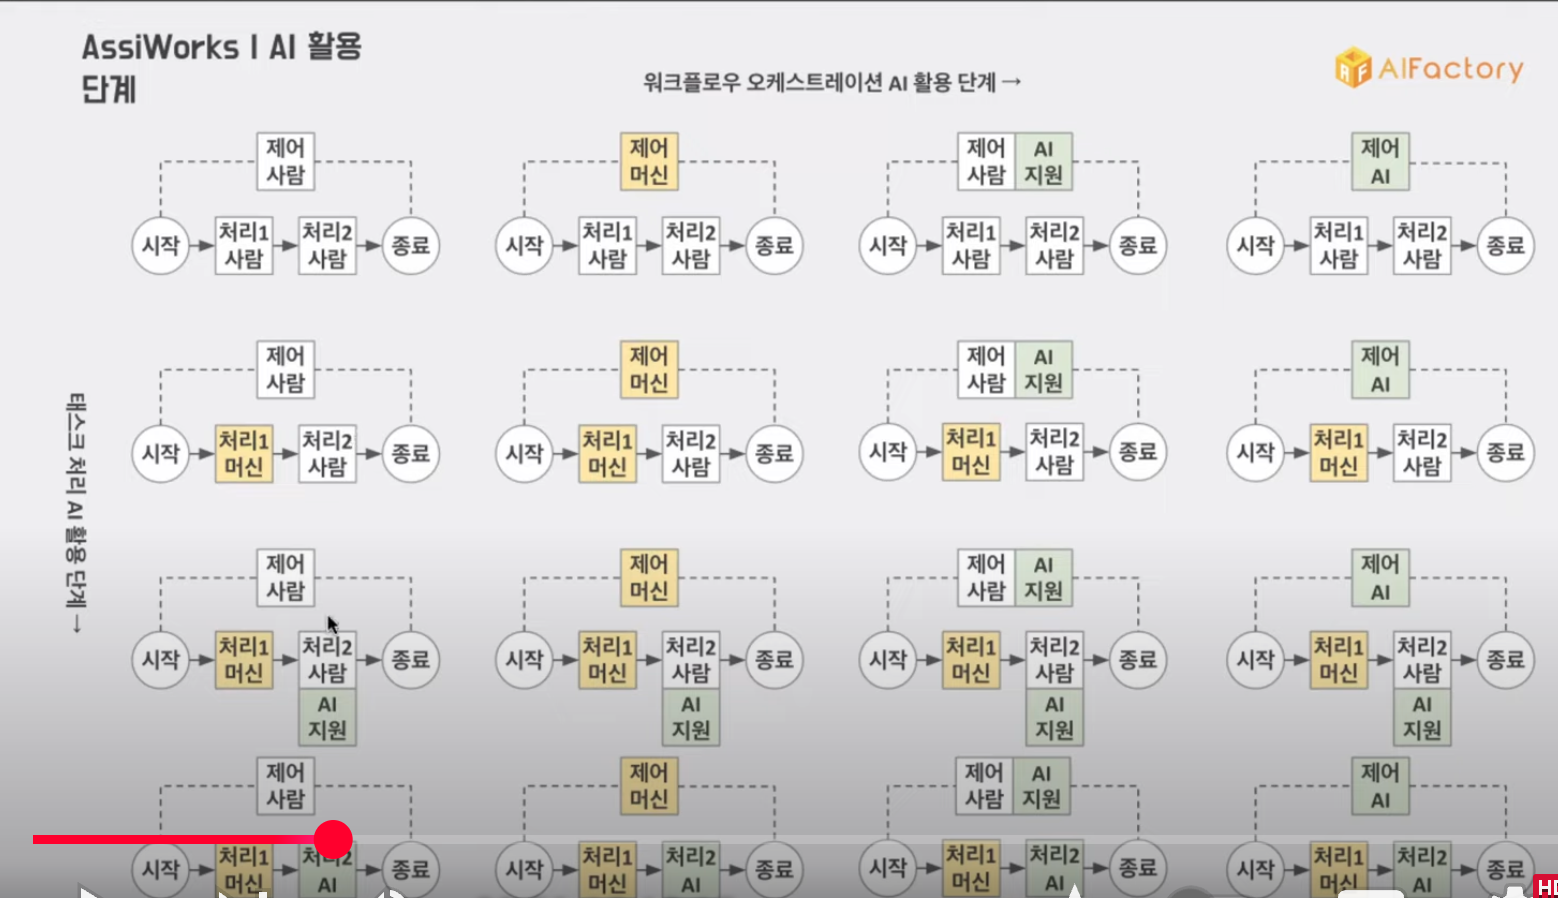 AssiWorks I AI 활용
단계
워크플로우 오케스트레이션 AI 활용 단계 →
AIFactory
태스크 처리 AI 활용 단계 →
제어
사람
시작
처리1
사람
처리2
사람
종료
제어
머신
시작
처리1
사람
처리2
사람
종료
제어
사람
AI
지원
시작
처리1
사람
처리2
사람
종료
제어
AI
시작
처리1
사람
처리2
사람
종료
제어
사람
시작
처리1
머신
처리2
사람
종료
제어
머신
시작
처리1
머신
처리2
사람
종료
제어
사람
AI
지원
시작
처리1
머신
처리2
사람
종료
제어
AI
시작
처리1
머신
처리2
사람
종료
제어
사람
시작
처리1
머신
처리2
사람
AI
지원
종료
제어
머신
시작
처리1
머신
처리2
사람
AI
지원
종료
제어
사람
AI
지원
시작
처리1
머신
처리2
사람
AI
지원
종료
제어
AI
시작
처리1
머신
처리2
사람
AI
지원
종료
제어
사람
시작
처리1
머신
처리2
AI
종료
제어
머신
시작
처리1
머신
처리2
AI
종료
제어
사람
AI
지원
시작
처리1
머신
처리2
AI
종료
제어
AI
시작
처리1
머신
처리2
AI
종료
HD